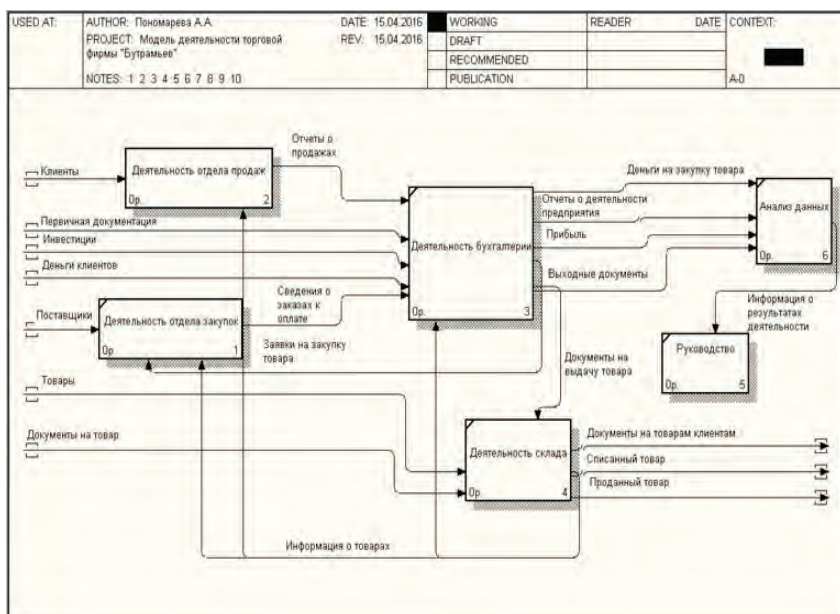 USED AT:
AUTHOR: Пономарева А.А.
DATE: 15.04.2016
WORKING
READER
DATE
CONTEXT:
PROJECT: Модель деятельности торговой
фирмы "Бутрамьев"
REV: 15.04.2016
DRAFT
RECOMMENDED
NOTES: 1 2 3 4 5 6 7 8 9 10
PUBLICATION
A-0
Отчеты о
продажах
Клиенты
Деятельность отдела продаж
0р.
2
Деньги на закупку товара
Отчеты о деятельности
предприятия
Анализ данных
0р.
6
Первичная документация
Инвестиции
Деньги клиентов
Деятельность бухгалтерии
0р.
3
Прибыль
Выходные документы
Сведения о
заказах к
оплате
Поставщики
Деятельность отдела закупок
0р.
1
Заявки на закупку
товара
Информация о
результатах
деятельности
Руководство
0р.
5
Документы на
выдачу товара
Товары
Документы на товар
Деятельность склада
0р.
4
Документы на товарам клиентам
Списанный товар
Проданный товар
Информация о товарах